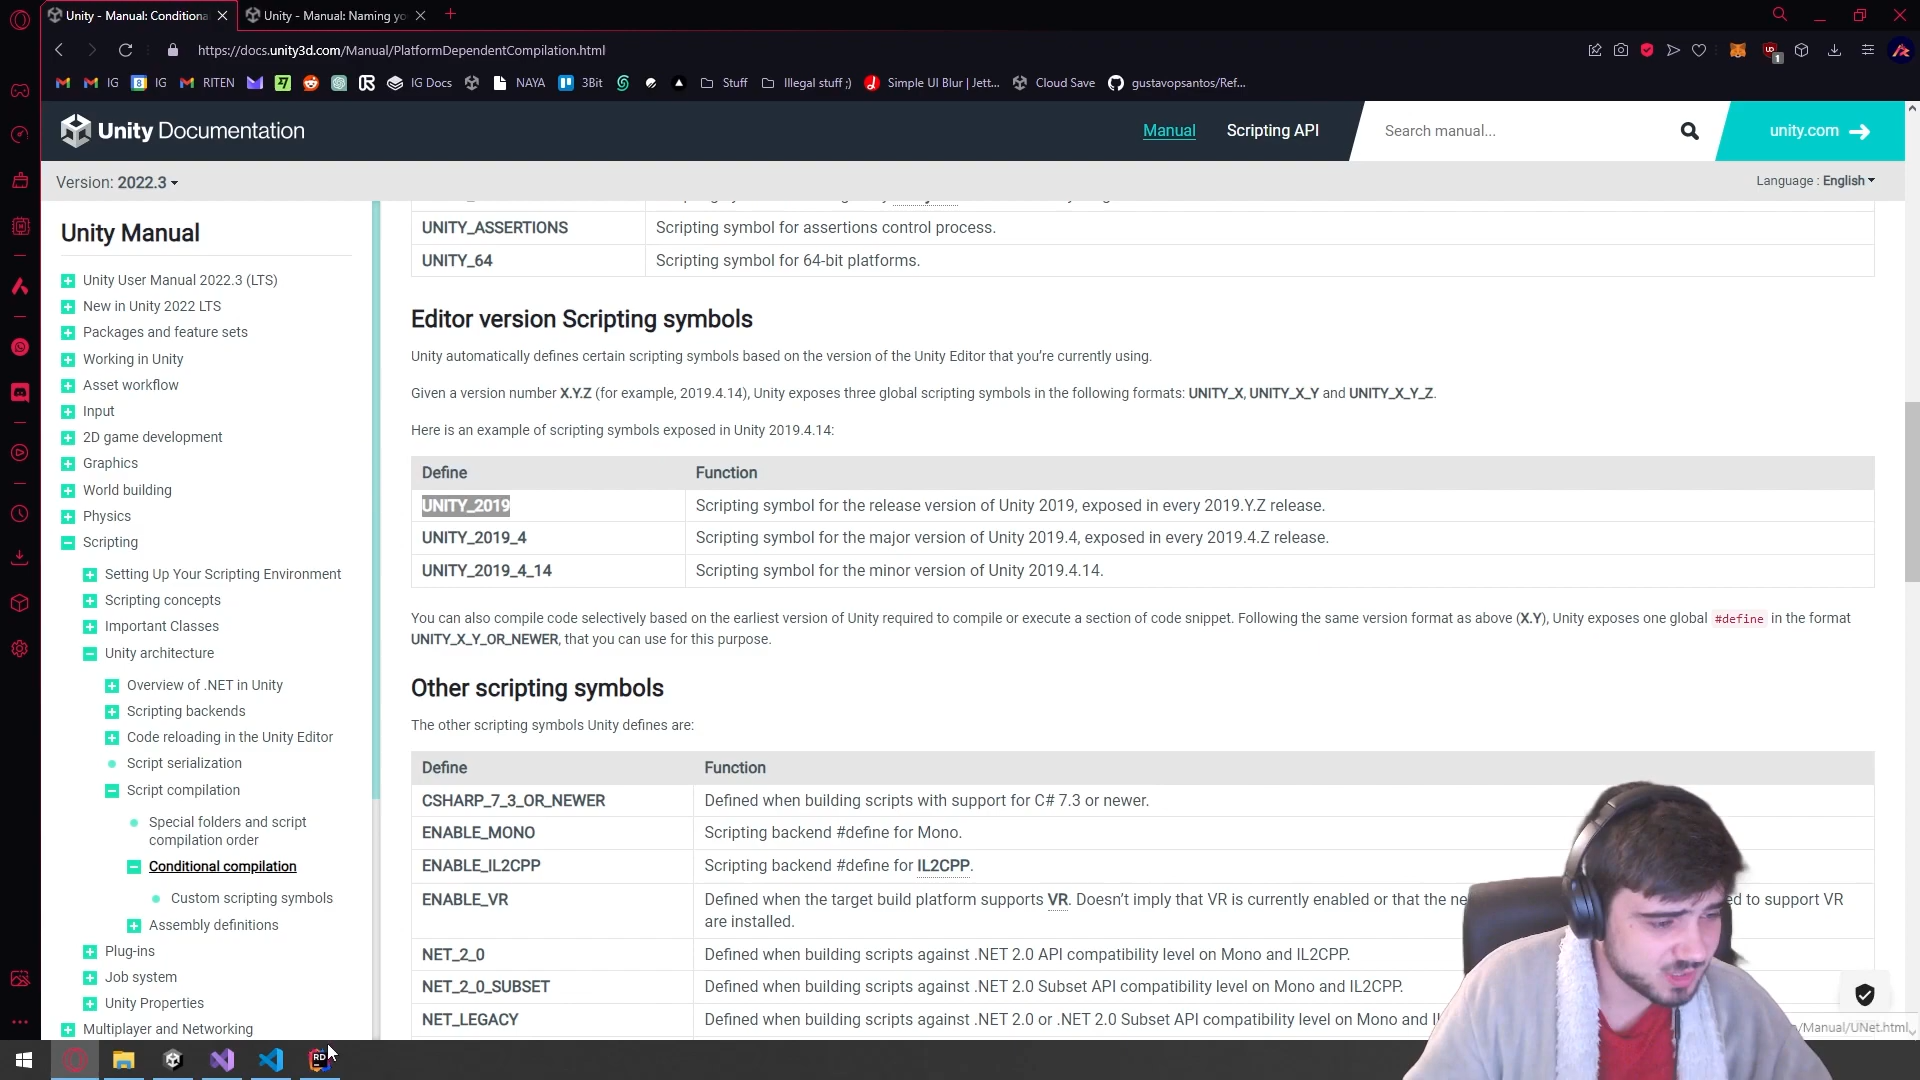 Unity - Manual: Conditiona
Unity - Manual: Naming yo
https://docs.unity3d.com/Manual/PlatformDependentCompilation.html
1
IG
8
IG
RITEN
IG Docs
NAYA
3Bit
Stuff
Illegal stuff ;)
Simple UI Blur | Jett...
Cloud Save
gustavopsantos/Ref...
Unity Documentation
Manual
Scripting API
Search manual...
unity.com
Version: 2022.3
Language : English
Unity Manual
Unity User Manual 2022.3 (LTS)
New in Unity 2022 LTS
Packages and feature sets
Working in Unity
Asset workflow
Input
2D game development
Graphics
World building
Physics
Scripting
Setting Up Your Scripting Environment
Scripting concepts
Important Classes
Unity architecture
Overview of .NET in Unity
Scripting backends
Code reloading in the Unity Editor
Script serialization
Script compilation
Special folders and script
compilation order
Conditional compilation
Custom scripting symbols
Assembly definitions
Plug-ins
Job system
Unity Properties
Multiplayer and Networking
UNITY_ASSERTIONS Scripting symbol for assertions control process.
UNITY_64 Scripting symbol for 64-bit platforms.
Editor version Scripting symbols
Unity automatically defines certain scripting symbols based on the version of the Unity Editor that you’re currently using.
Given a version number X.Y.Z (for example, 2019.4.14), Unity exposes three global scripting symbols in the following formats: UNITY_X, UNITY_X_Y and UNITY_X_Y_Z.
Here is an example of scripting symbols exposed in Unity 2019.4.14:
Define Function
UNITY_2019 Scripting symbol for the release version of Unity 2019, exposed in every 2019.Y.Z release.
UNITY_2019_4 Scripting symbol for the major version of Unity 2019.4, exposed in every 2019.4.Z release.
UNITY_2019_4_14 Scripting symbol for the minor version of Unity 2019.4.14.
You can also compile code selectively based on the earliest version of Unity required to compile or execute a section of code snippet. Following the same version format as above (X.Y), Unity exposes one global #define in the format
UNITY_X_Y_OR_NEWER, that you can use for this purpose.
Other scripting symbols
The other scripting symbols Unity defines are:
Define Function
CSHARP_7_3_OR_NEWER Defined when building scripts with support for C# 7.3 or newer.
ENABLE_MONO Scripting backend #define for Mono.
ENABLE_IL2CPP Scripting backend #define for IL2CPP.
ENABLE_VR Defined when the target build platform supports VR. Doesn’t imply that VR is currently enabled or that the ne ed to support VR
are installed.
NET_2_0 Defined when building scripts against .NET 2.0 API compatibility level on Mono and IL2CPP.
NET_2_0_SUBSET Defined when building scripts against .NET 2.0 Subset API compatibility level on Mono and IL2CPP.
NET_LEGACY Defined when building scripts against .NET 2.0 or .NET 2.0 Subset API compatibility level on Mono and I
/Manual/UNet.html
RD